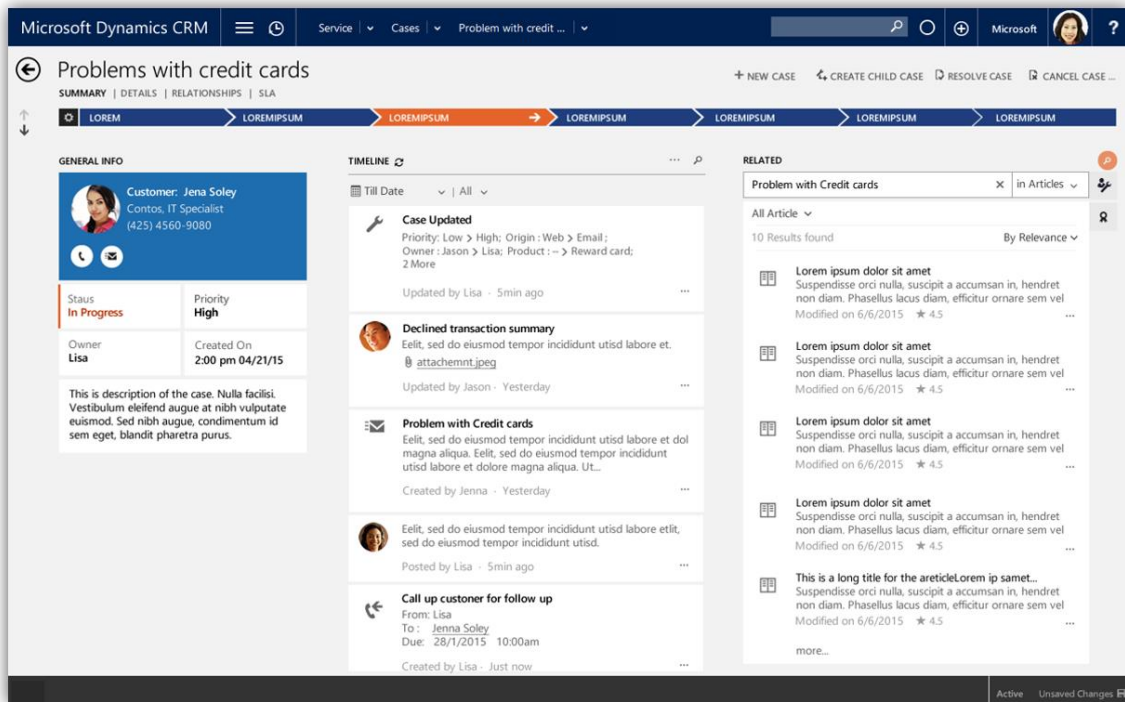 Microsoft Dynamics CRM
Service
Cases
Problem with credit ...
Microsoft
?
Problems with credit cards
SUMMARY | DETAILS | RELATIONSHIPS | SLA
+ NEW CASE
CREATE CHILD CASE
RESOLVE CASE
CANCEL CASE ...
LOREM
LOREMIPSUM
LOREMIPSUM
LOREMIPSUM
LOREMIPSUM
LOREMIPSUM
LOREMIPSUM
GENERAL INFO
Customer: Jena Soley
Contos, IT Specialist
(425) 4560-9080
Staus
In Progress
Priority
High
Owner
Lisa
Created On
2:00 pm 04/21/15
This is description of the case. Nulla facilisi.
Vestibulum eleifend augue at nibh vulputate
euismod. Sed nibh augue, condimentum id
sem eget, blandit pharetra purus.
TIMELINE
...
Till Date
| All
Case Updated
Priority: Low > High; Origin : Web > Email ;
Owner : Jason > Lisa; Product : -- > Reward card;
2 More
Updated by Lisa · 5min ago
...
Declined transaction summary
Eelit, sed do eiusmod tempor incididunt utisd labore et.
attachemnt.jpeg
Updated by Jason · Yesterday
...
Problem with Credit cards
Eelit, sed do eiusmod tempor incididunt utisd labore et dol
magna aliqua. Eelit, sed do eiusmod tempor incididunt
utisd labore et dolore magna aliqua. Ut...
Created by Jenna · Yesterday
...
Eelit, sed do eiusmod tempor incididunt utisd labore etlit,
sed do eiusmod tempor incididunt utisd.
Posted by Lisa · 5min ago
...
Call up custoner for follow up
From: Lisa
To : Jenna Soley
Due: 28/1/2015 10:00am
Created by Lisa · Just now
...
RELATED
Problem with Credit cards
in Articles
All Article
10 Results found
By Relevance
Lorem ipsum dolor sit amet
Suspendisse orci nulla, suscipit a accumsan in, hendret
non diam. Phasellus lacus diam, efficitur ornare sem vel
Modified on 6/6/2015 ★ 4.5
...
Lorem ipsum dolor sit amet
Suspendisse orci nulla, suscipit a accumsan in, hendret
non diam. Phasellus lacus diam, efficitur ornare sem vel
Modified on 6/6/2015 ★ 4.5
...
Lorem ipsum dolor sit amet
Suspendisse orci nulla, suscipit a accumsan in, hendret
non diam. Phasellus lacus diam, efficitur ornare sem vel
Modified on 6/6/2015 ★ 4.5
...
Lorem ipsum dolor sit amet
Suspendisse orci nulla, suscipit a accumsan in, hendret
non diam. Phasellus lacus diam, efficitur ornare sem vel
Modified on 6/6/2015 ★ 4.5
...
This is a long title for the areticleLorem ip samet...
Suspendisse orci nulla, suscipit a accumsan in, hendret
non diam. Phasellus lacus diam, efficitur ornare sem vel
Modified on 6/6/2015 ★ 4.5
...
more...
Active
Unsaved Changes